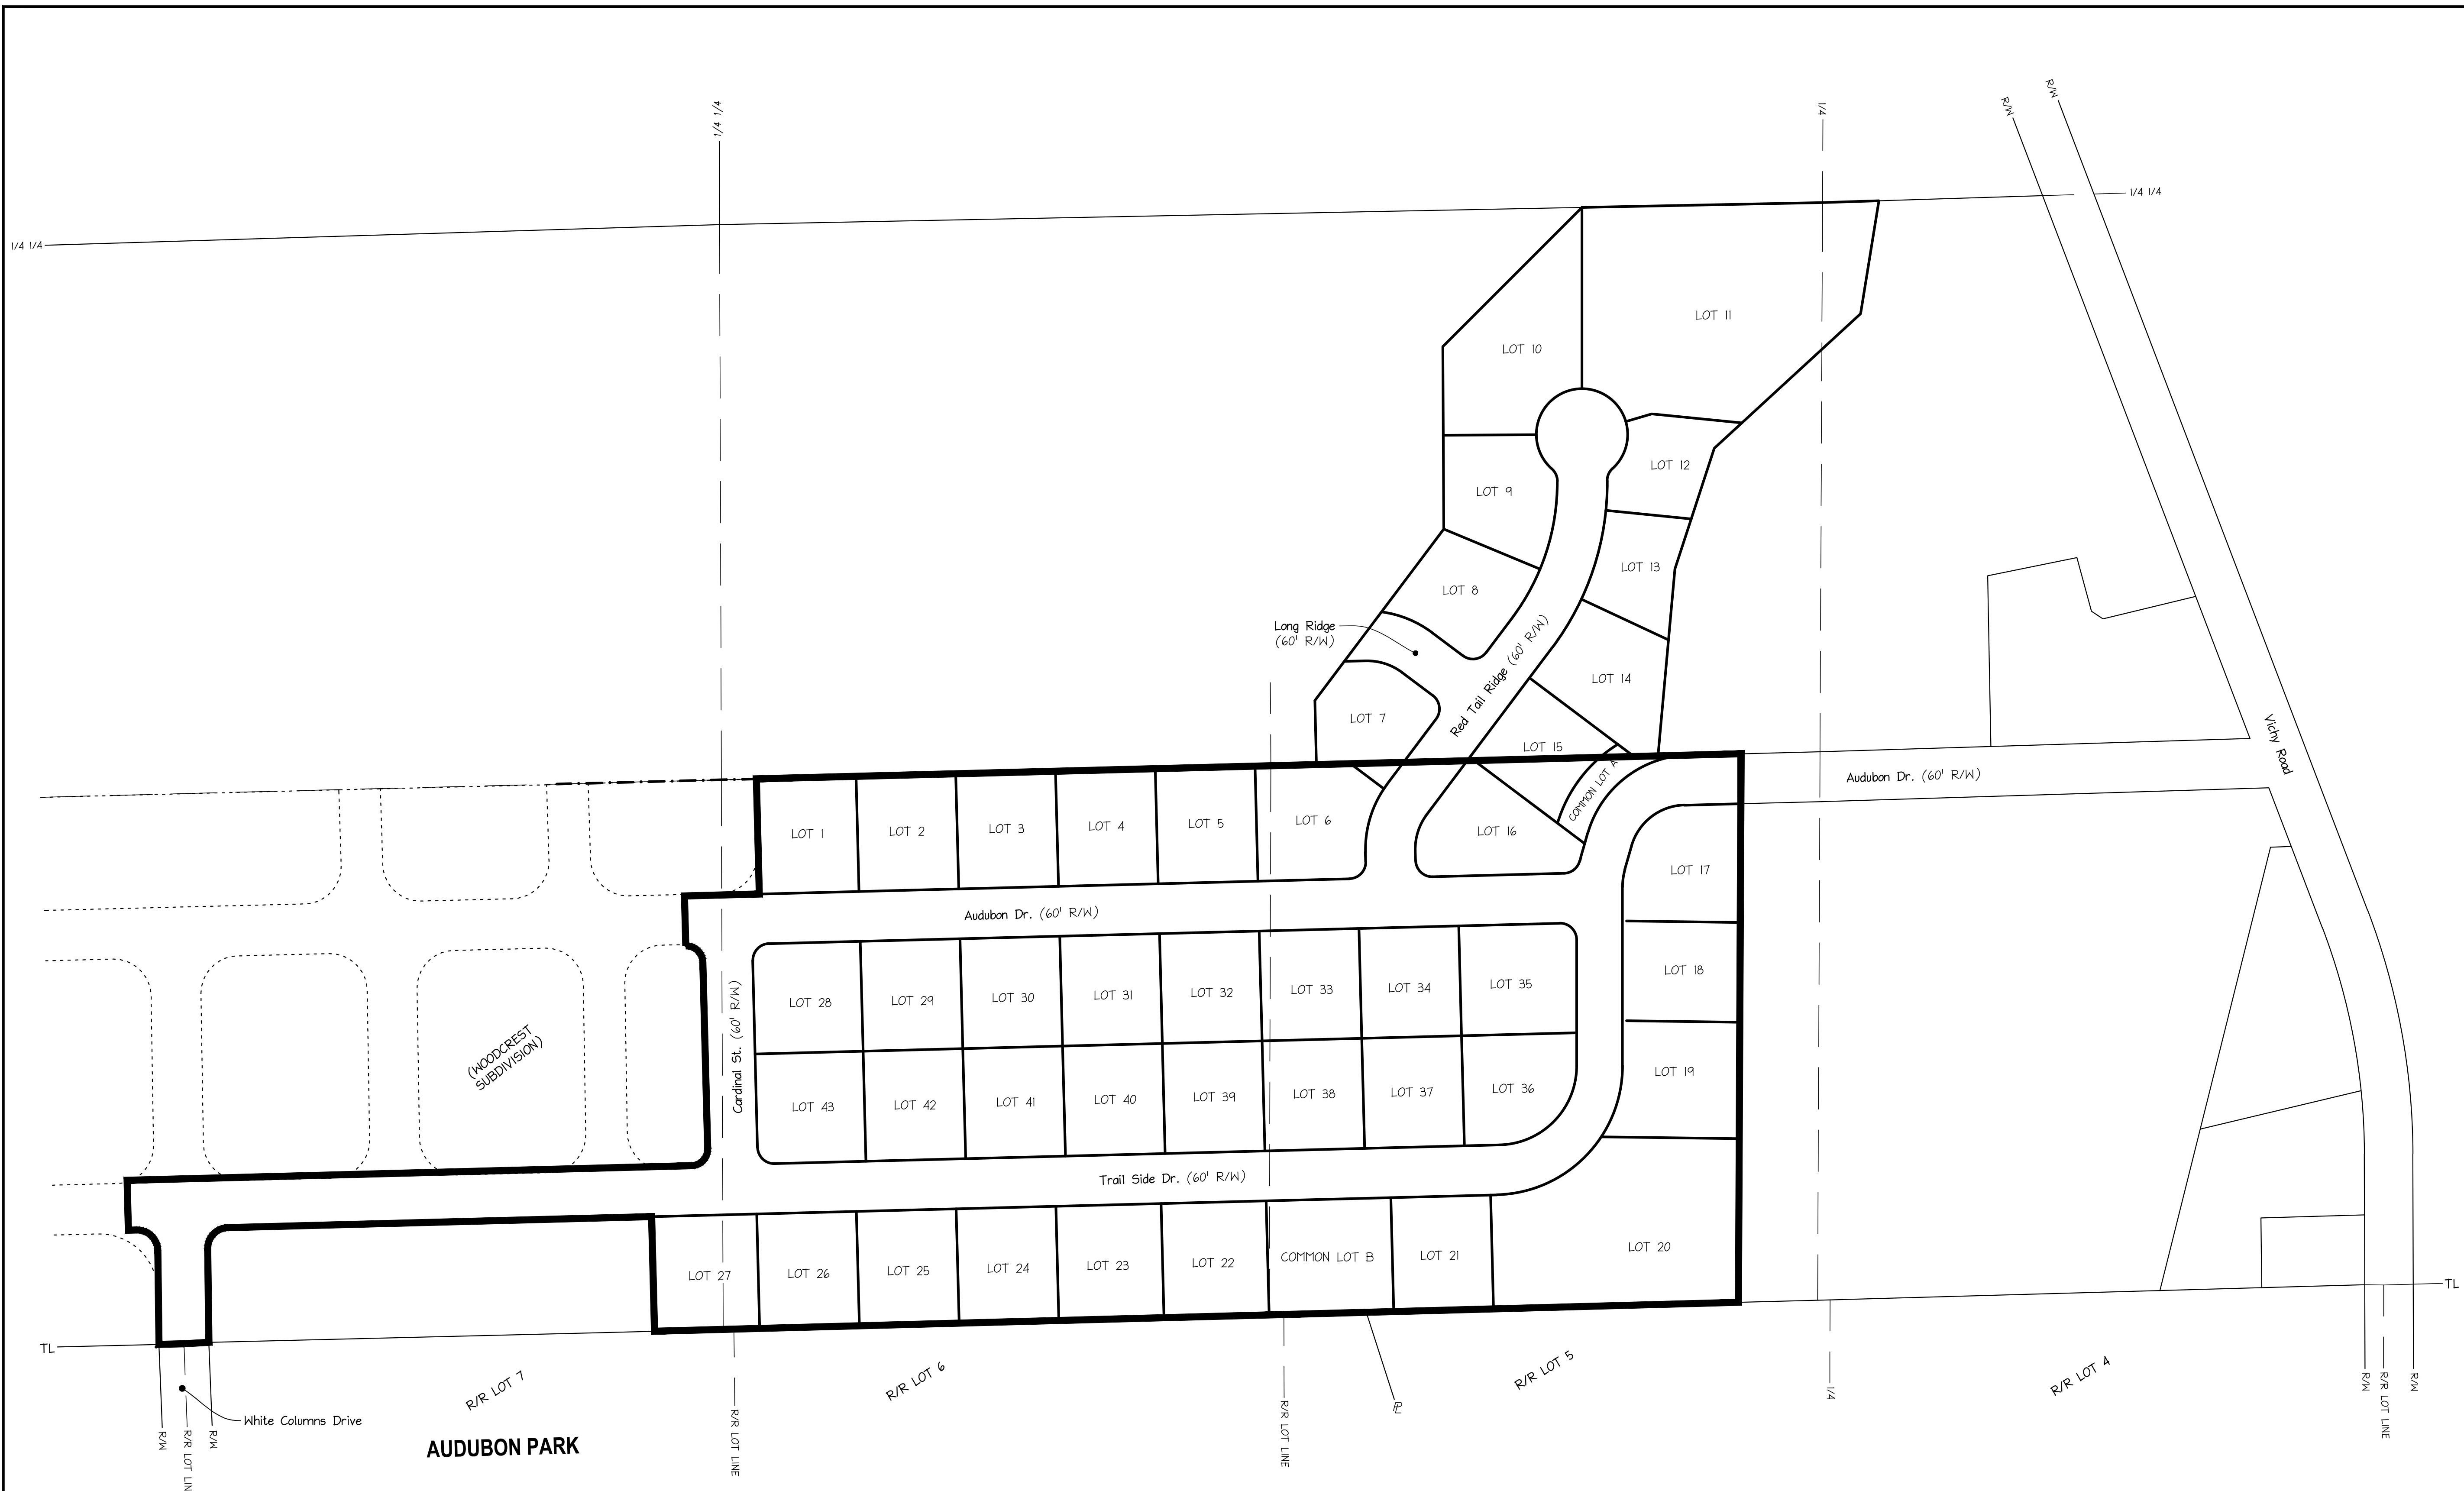 R/W
R/W
1/4 1/4
1/4
1/4 1/4
1/4 1/4
LOT 11
LOT 10
LOT 12
LOT 9
LOT 13
LOT 8
Long Ridge
(60' R/W)
Red Tail Ridge (60' R/W)
LOT 14
LOT 7
LOT 15
Vichy Road
COMMON LOT A
Audubon Dr. (60' R/W)
LOT 1
LOT 2
LOT 3
LOT 4
LOT 5
LOT 6
LOT 16
LOT 17
Audubon Dr. (60' R/W)
LOT 18
Cardinal St. (60' R/W)
LOT 28
LOT 29
LOT 30
LOT 31
LOT 32
LOT 33
LOT 34
LOT 35
(WOODCREST
SUBDIVISION)
LOT 19
LOT 43
LOT 42
LOT 41
LOT 40
LOT 39
LOT 38
LOT 37
LOT 36
Trail Side Dr. (60' R/W)
LOT 27
LOT 26
LOT 25
LOT 24
LOT 23
LOT 22
COMMON LOT B
LOT 21
LOT 20
TL
TL
R/R LOT 7
R/R LOT 6
R/R LOT 5
R/R LOT 4
White Columns Drive
R/W
R/R LOT LIN
R/W
R/R LOT LINE
R/R LOT LINE
PL
1/4
R/W
R/R LOT LINE
R/W
AUDUBON PARK